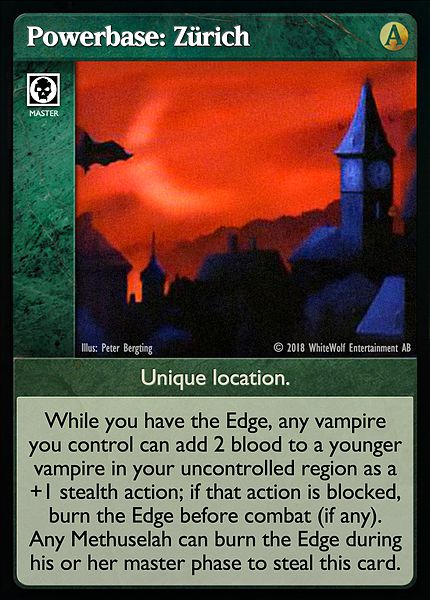 Powerbase: Zürich
A
MASTER
Illus: Peter Bergting
© 2018 WhiteWolf Entertainment AB
Unique location.
While you have the Edge, any vampire
you control can add 2 blood to a younger
vampire in your uncontrolled region as a
+1 stealth action; if that action is blocked,
burn the Edge before combat (if any).
Any Methuselah can burn the Edge during
his or her master phase to steal this card.